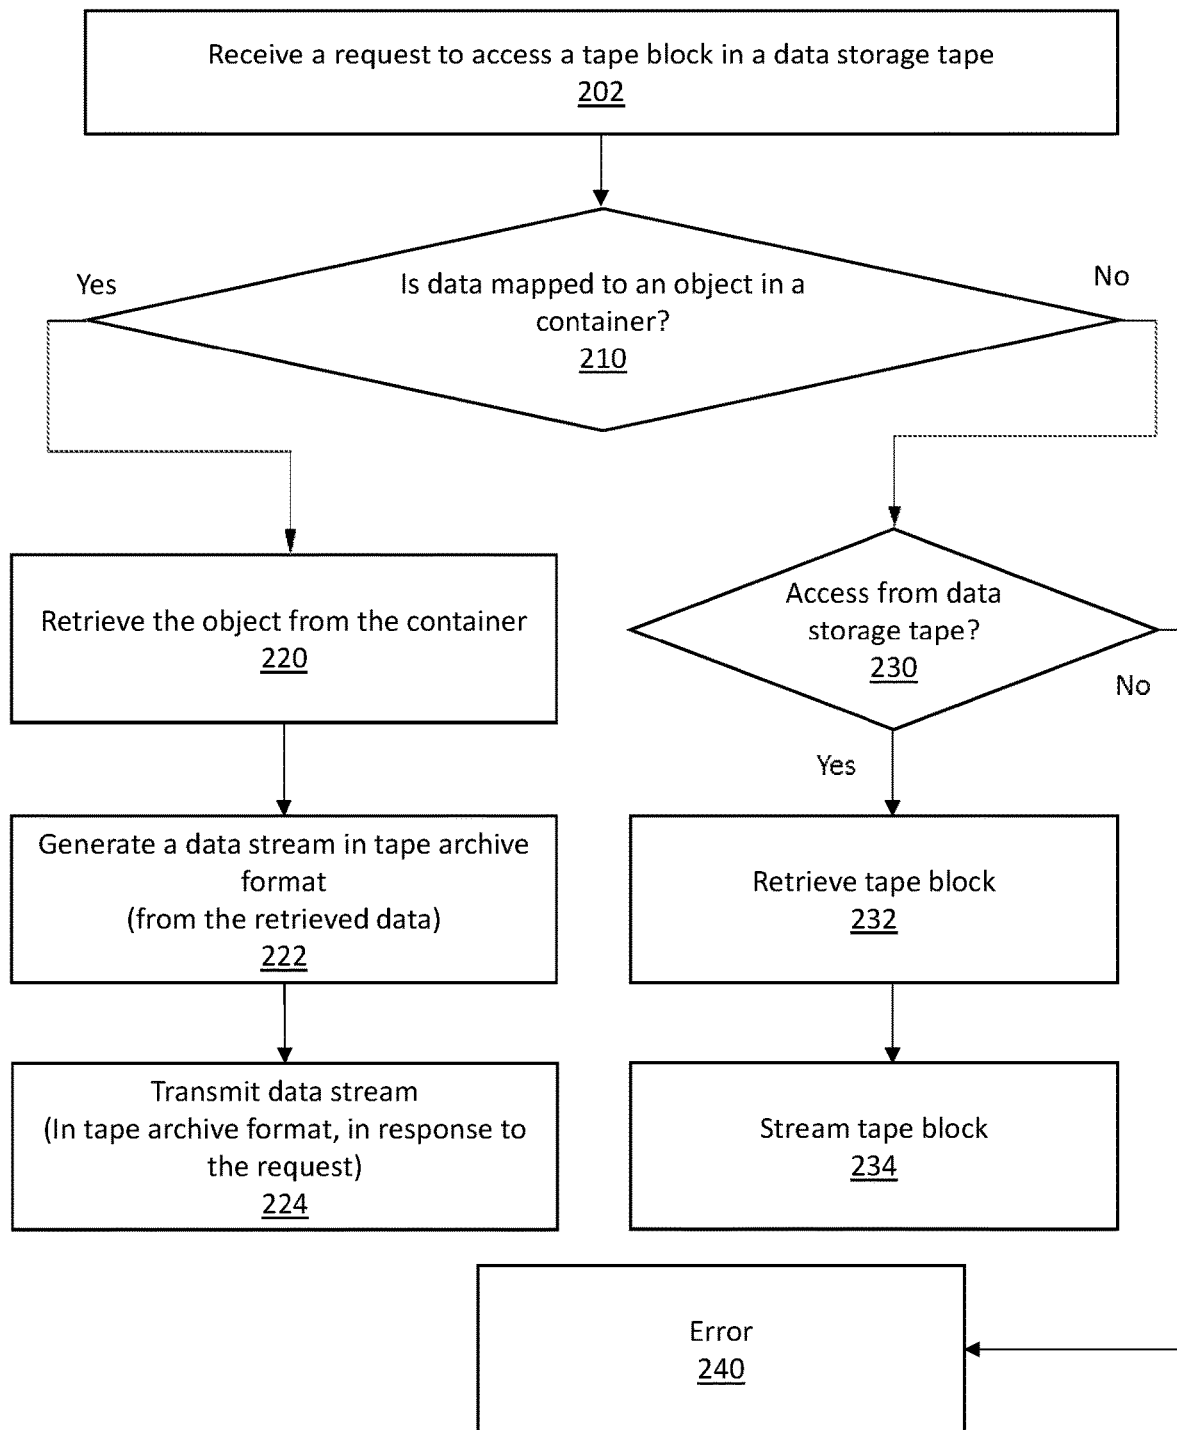 Receive a request to access a tape block in a data storage tape
202
Yes
Is data mapped to an object in a
container?
210
No
Retrieve the object from the container
220
Access from data
storage tape?
230
No
Yes
Generate a data stream in tape archive
format
(from the retrieved data)
222
Retrieve tape block
232
Transmit data stream
(In tape archive format, in response to
the request)
224
Stream tape block
234
Error
240